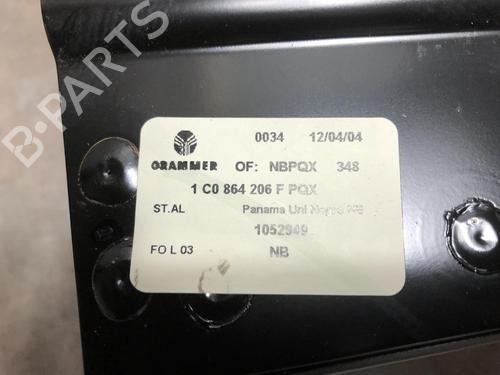 B-PARTS
0034 12/04/04
GRAMMER OF: NBPQX 348
1 C0 864 206 F PQX
ST.AL Panama Uni
1052949
FO L 03 NB